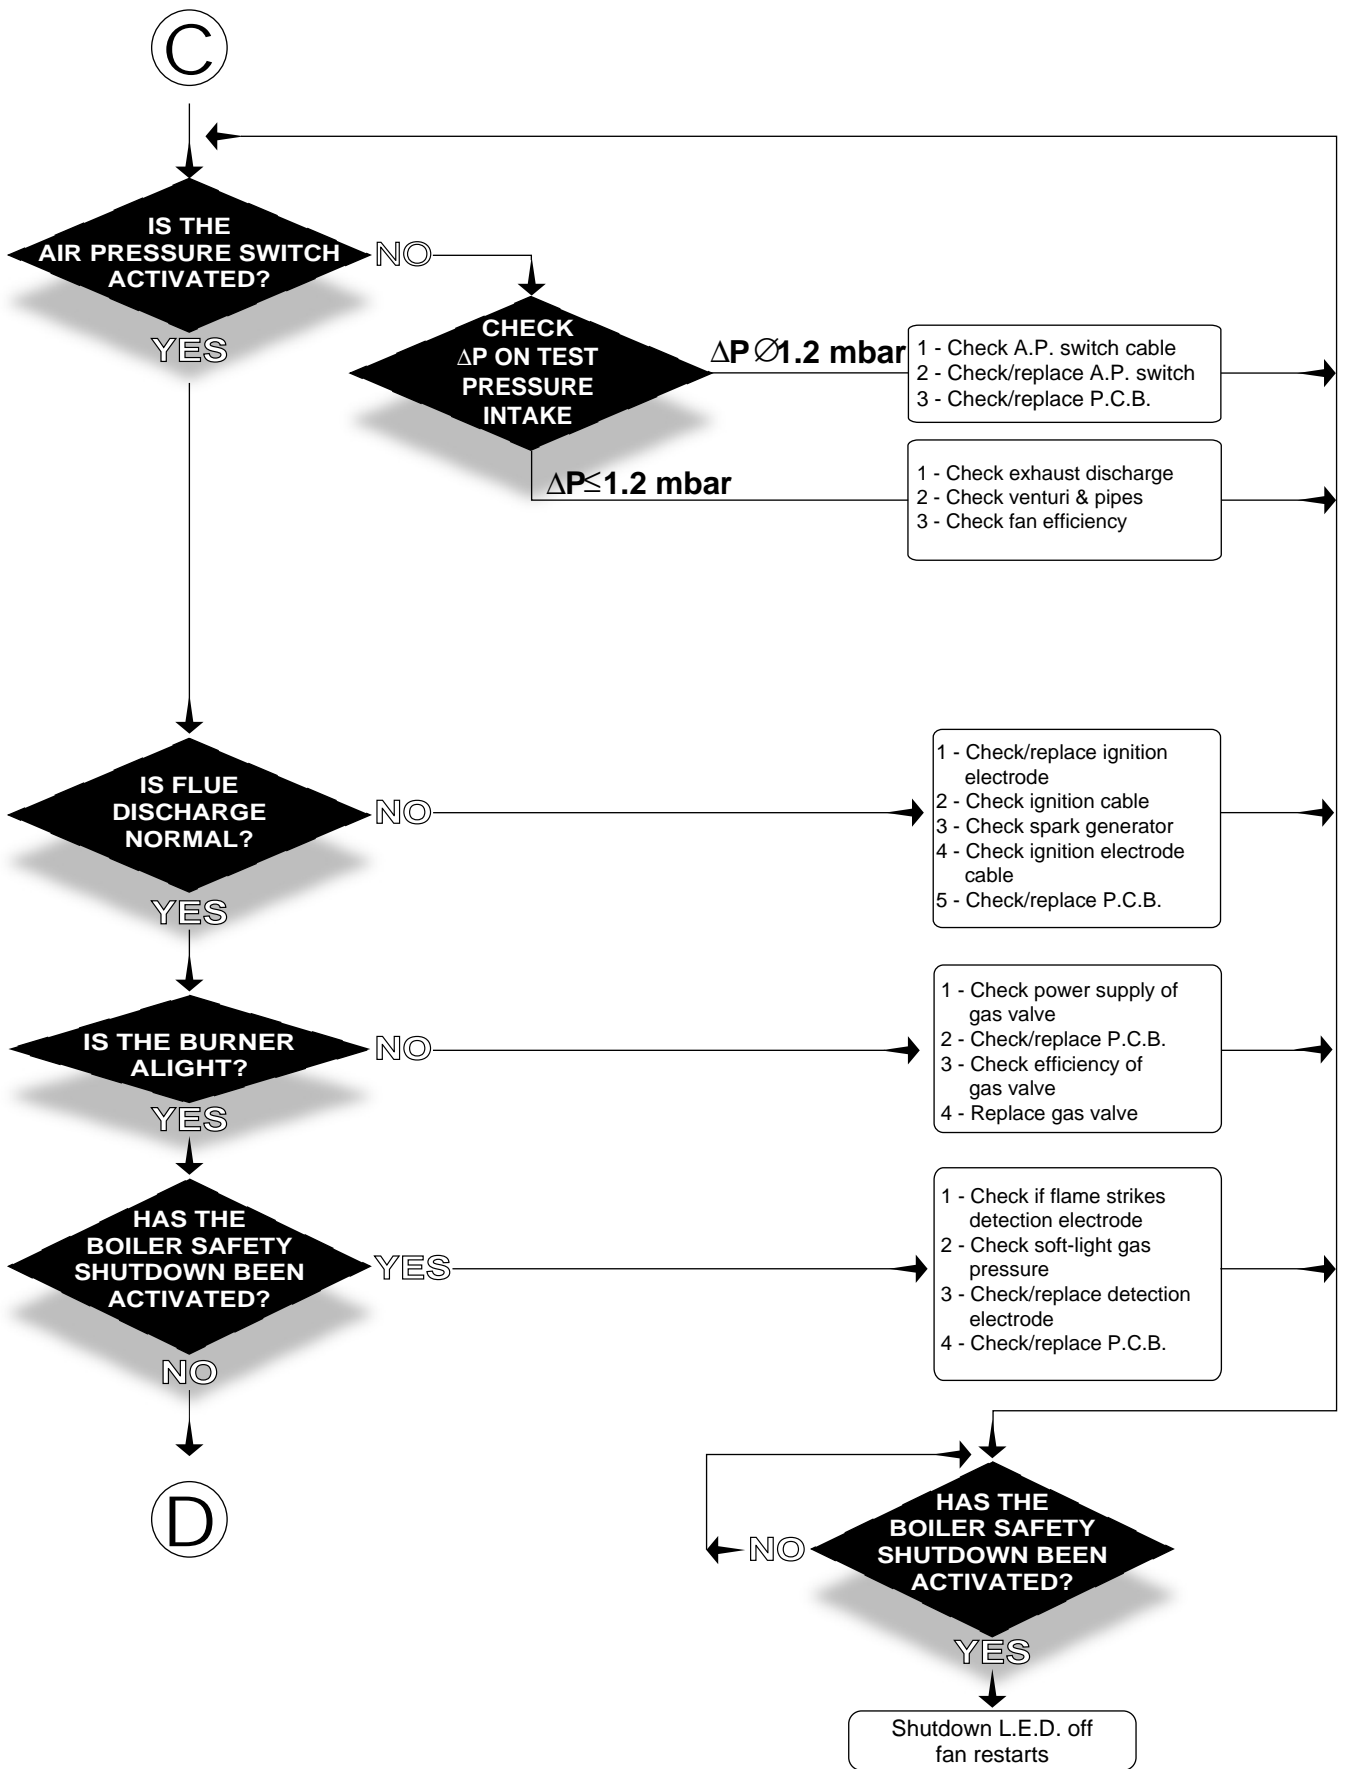 C
IS THE
AIR PRESSURE SWITCH
ACTIVATED?
NO
YES
CHECK
ΔP ON TEST
PRESSURE
INTAKE
ΔP∅1.2 mbar
1 - Check A.P. switch cable
2 - Check/replace A.P. switch
3 - Check/replace P.C.B.
ΔP≤1.2 mbar
1 - Check exhaust discharge
2 - Check venturi & pipes
3 - Check fan efficiency
IS FLUE
DISCHARGE
NORMAL?
NO
YES
1 - Check/replace ignition
electrode
2 - Check ignition cable
3 - Check spark generator
4 - Check ignition electrode
cable
5 - Check/replace P.C.B.
IS THE BURNER
ALIGHT?
NO
YES
1 - Check power supply of
gas valve
2 - Check/replace P.C.B.
3 - Check efficiency of
gas valve
4 - Replace gas valve
HAS THE
BOILER SAFETY
SHUTDOWN BEEN
ACTIVATED?
YES
NO
1 - Check if flame strikes
detection electrode
2 - Check soft-light gas
pressure
3 - Check/replace detection
electrode
4 - Check/replace P.C.B.
D
HAS THE
BOILER SAFETY
SHUTDOWN BEEN
ACTIVATED?
NO
YES
Shutdown L.E.D. off
fan restarts